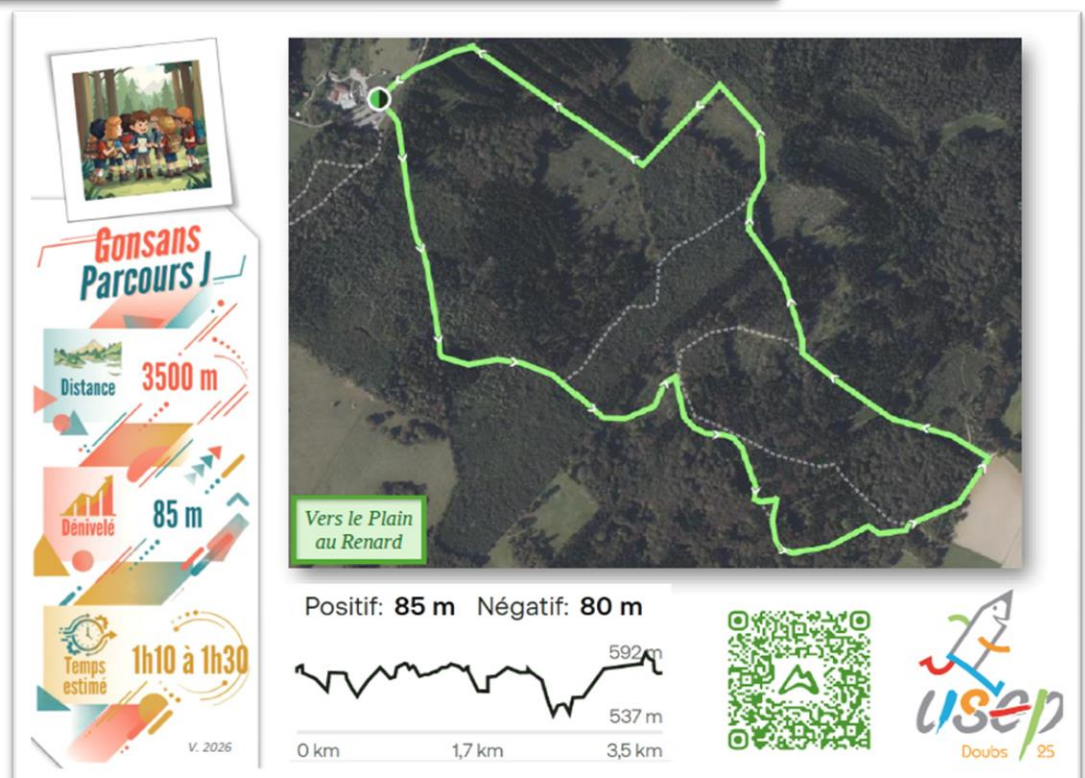 Gonsans
Parcours J
Distance
3500 m
Dénivelé
85 m
Temps
estimé
1h10 à 1h30
V. 2026
Vers le Plain
au Renard
Positif: 85 m Négatif: 80 m
592 m
537 m
0 km
1,7 km
3,5 km
usep
Doubs 25